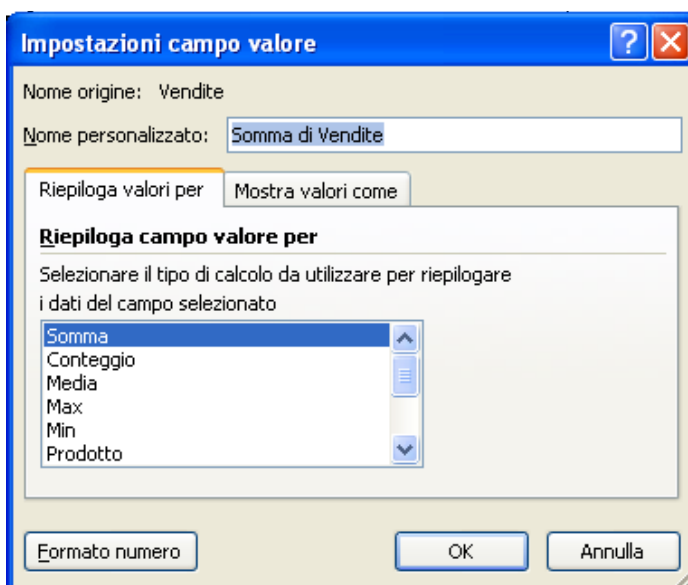 Impostazioni campo valore
Nome origine: Vendite
Nome personalizzato: Somma di Vendite
Riepiloga valori per Mostra valori come
Riepiloga campo valore per
Selezionare il tipo di calcolo da utilizzare per riepilogare
i dati del campo selezionato
Somma
Conteggio
Media
Max
Min
Prodotto
Formato numero OK Annulla